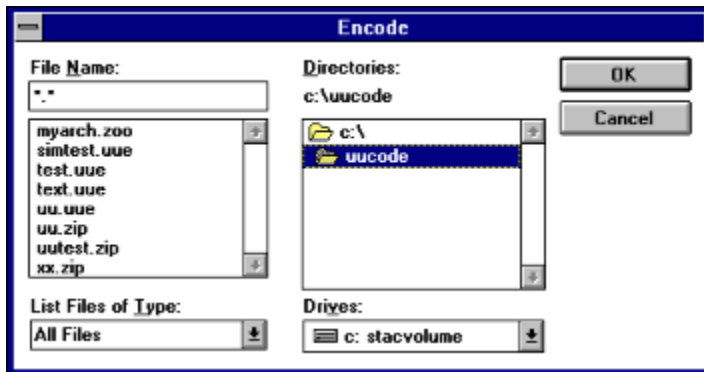 Encode
File Name:
*.*
myarch.zoo
simtest.uue
test.uue
text.uue
uu.uue
uu.zip
uutest.zip
xx.zip
List Files of Type:
All Files
Directories:
c:\uucode
c:\
uucode
Drives:
c: stacvolume
OK
Cancel